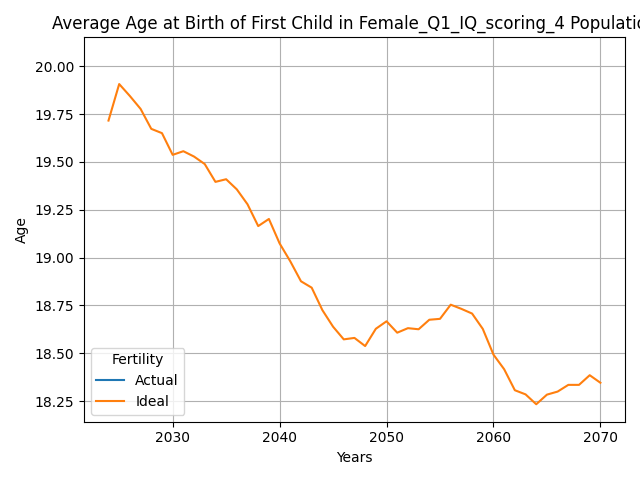 Average Age at Birth of First Child in Female_Q1_IQ_scoring_4 Populatio
20.00
19.75
19.50
19.25
19.00
18.75
18.50
18.25
Age
Fertility
Actual
Ideal
2030 2040 2050 2060 2070
Years